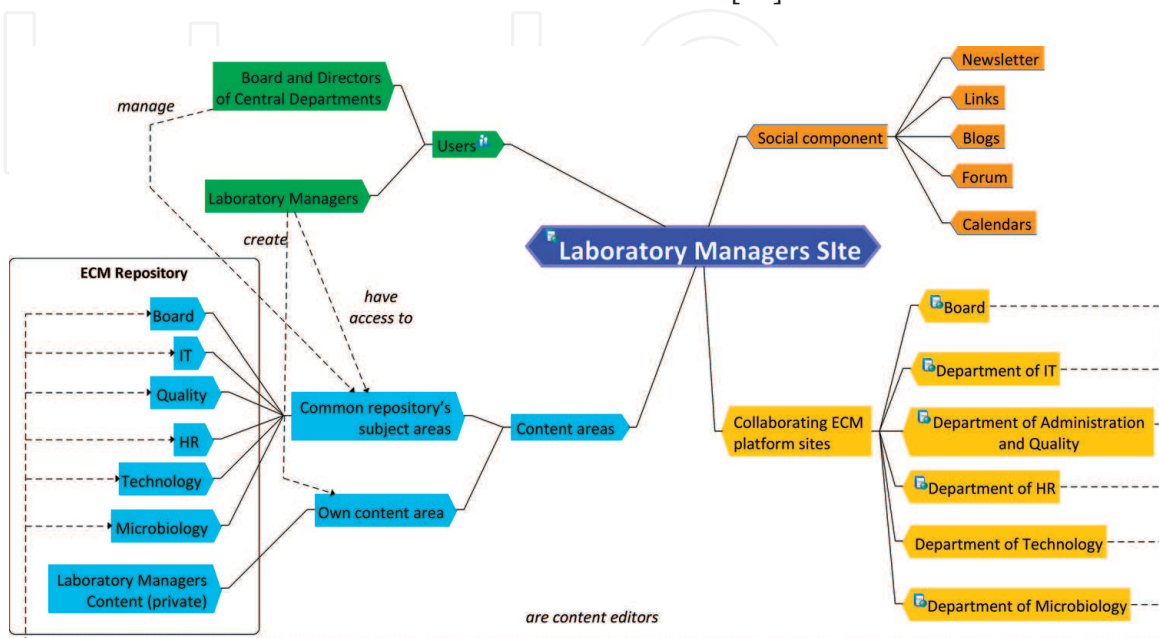 Board and Directors
of Central Departments
manage
Users
Laboratory Managers
create
have
access to
Newsletter
Links
Social component
Blogs
Forum
Calendars
Laboratory Managers SIte
ECM Repository
Board
IT
Quality
HR
Technology
Microbiology
Laboratory Managers
Content (private)
Common repository's
subject areas
Own content area
Content areas
Collaborating ECM
platform sites
Board
Department of IT
Department of Administration
and Quality
Department of HR
Department of Technology
Department of Microbiology
are content editors